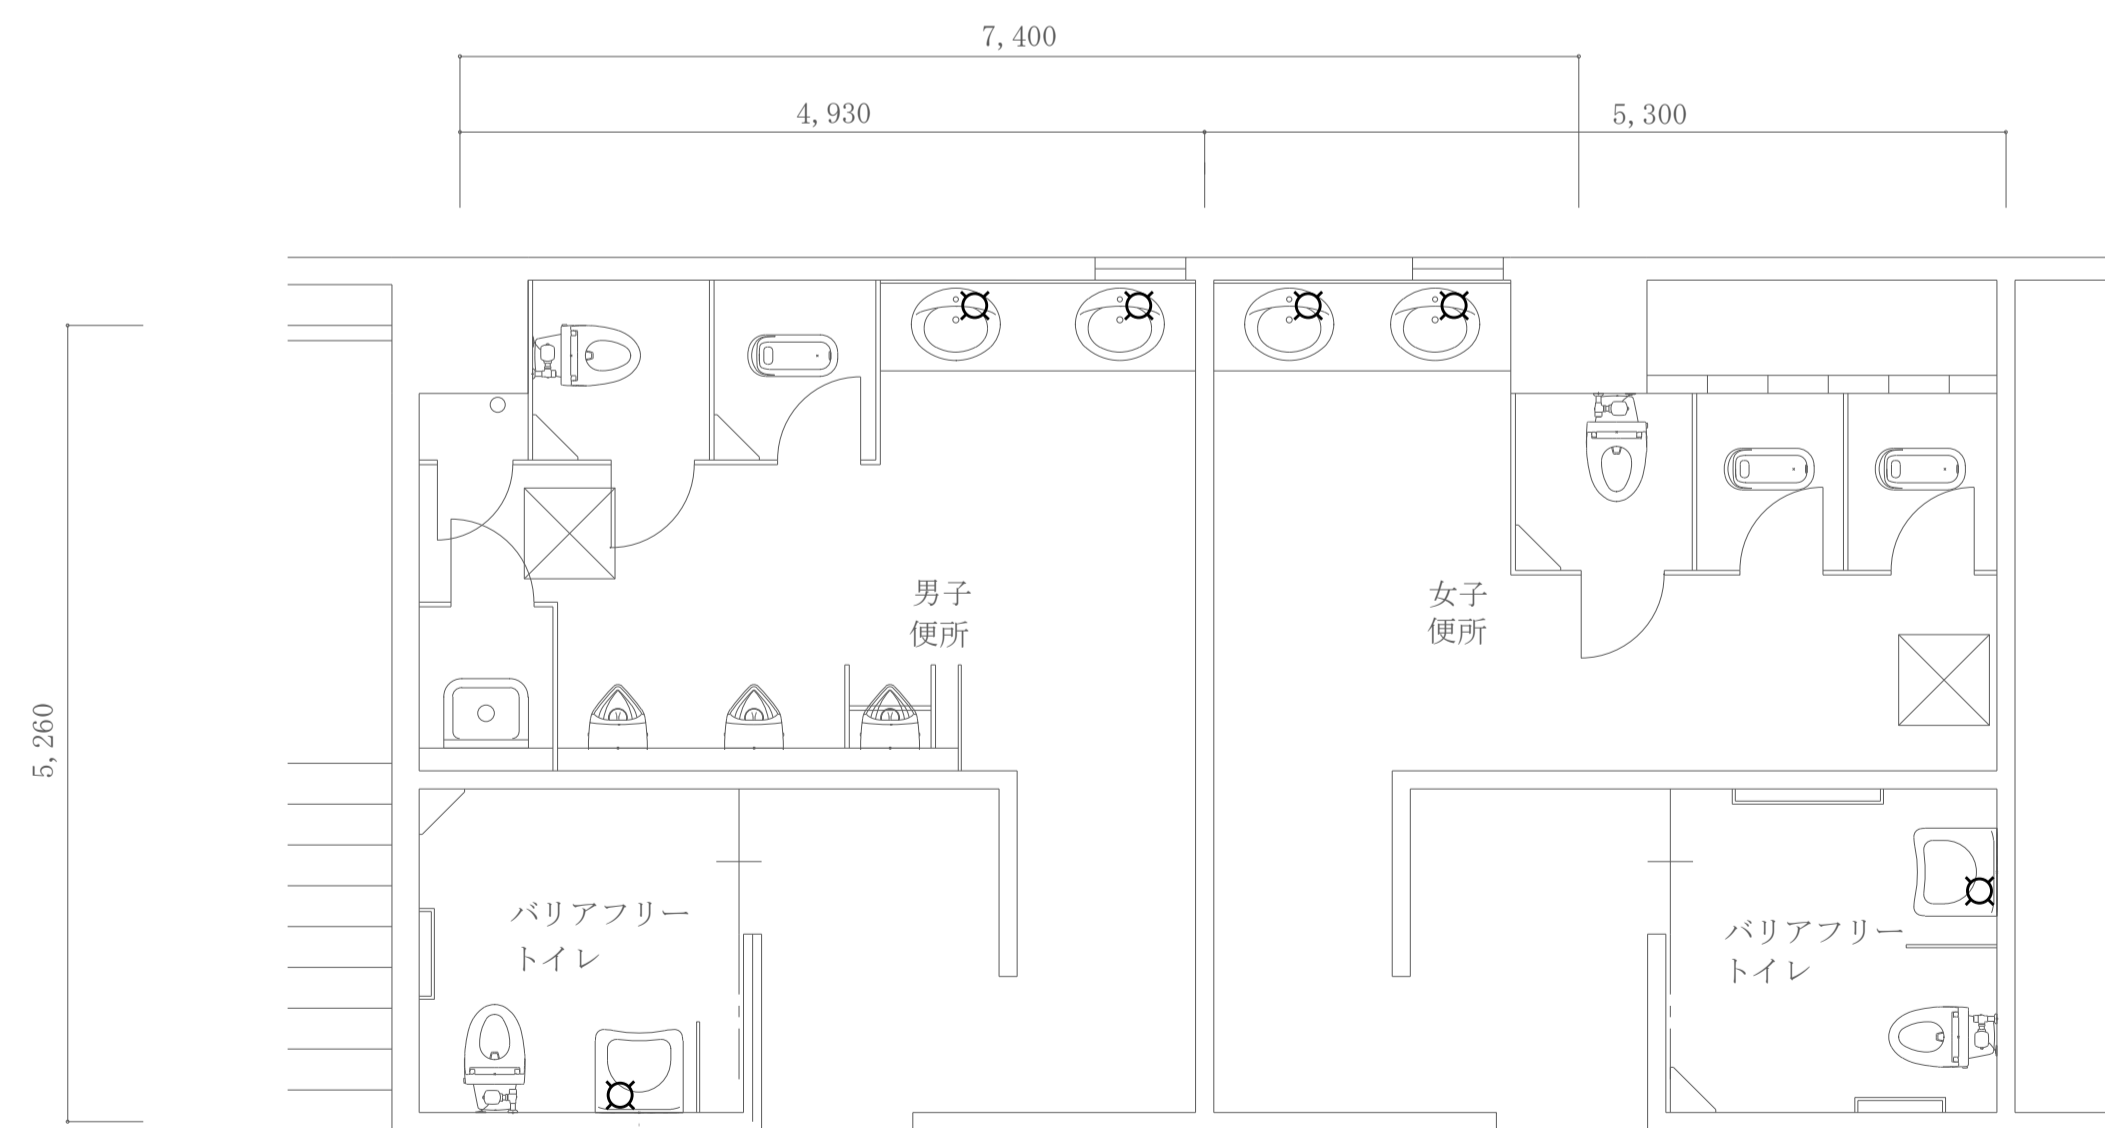 7,400
4,930
5,300
5,260
男子
便所
女子
便所
バリアフリー
トイレ
バリアフリー
トイレ